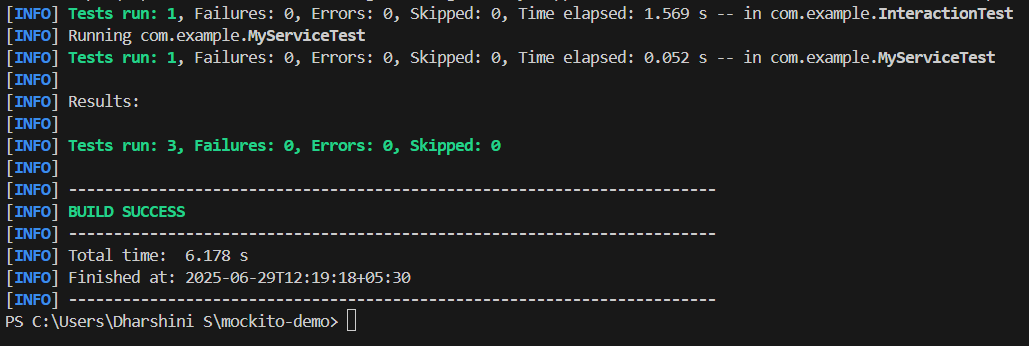 [INFO] Tests run: 1, Failures: 0, Errors: 0, Skipped: 0, Time elapsed: 1.569 s -- in com.example.InteractionTest
[INFO] Running com.example.MyServiceTest
[INFO] Tests run: 1, Failures: 0, Errors: 0, Skipped: 0, Time elapsed: 0.052 s -- in com.example.MyServiceTest
[INFO]
[INFO] Results:
[INFO]
[INFO] Tests run: 3, Failures: 0, Errors: 0, Skipped: 0
[INFO]
[INFO] ------------------------------------------------------------------------
[INFO] BUILD SUCCESS
[INFO] ------------------------------------------------------------------------
[INFO] Total time:  6.178 s
[INFO] Finished at: 2025-06-29T12:19:18+05:30
[INFO] ------------------------------------------------------------------------
PS C:\Users\Dharshini S\mockito-demo>